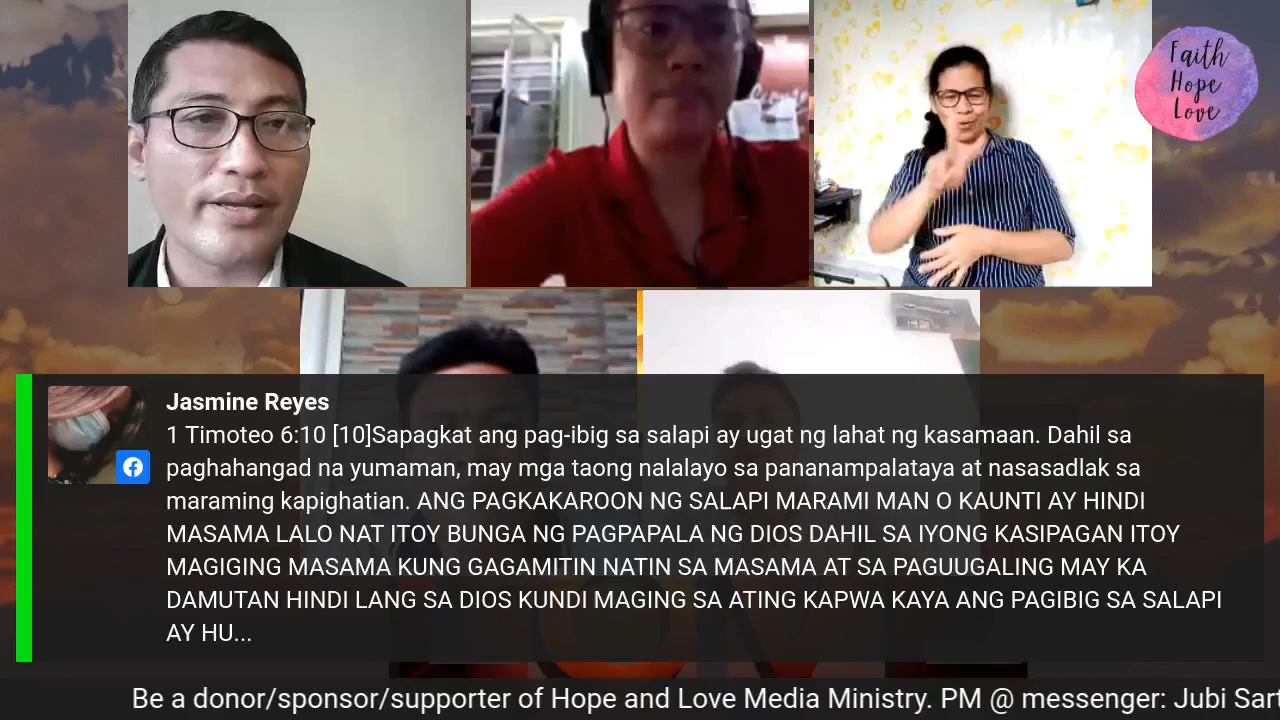 Faith
Hope
Love
Jasmine Reyes
1 Timoteo 6:10 [10]Sapagkat ang pag-ibig sa salapi ay ugat ng lahat ng kasamaan. Dahil sa
paghahangad na yumaman, may mga taong nalalayo sa pananampalataya at nasasadlak sa
maraming kapighatian. ANG PAGKAKAROON NG SALAPI MARAMI MAN O KAUNTI AY HINDI
MASAMA LALO NAT ITOY BUNGA NG PAGPAPALA NG DIOS DAHIL SA IYONG KASIPAGAN ITOY
MAGIGING MASAMA KUNG GAGAMITIN NATIN SA MASAMA AT SA PAGUUGALING MAY KA
DAMUTAN HINDI LANG SA DIOS KUNDI MAGING SA ATING KAPWA KAYA ANG PAGIBIG SA SALAPI
AY HU...
Be a donor/sponsor/supporter of Hope and Love Media Ministry. PM @ messenger: Jubi Sart